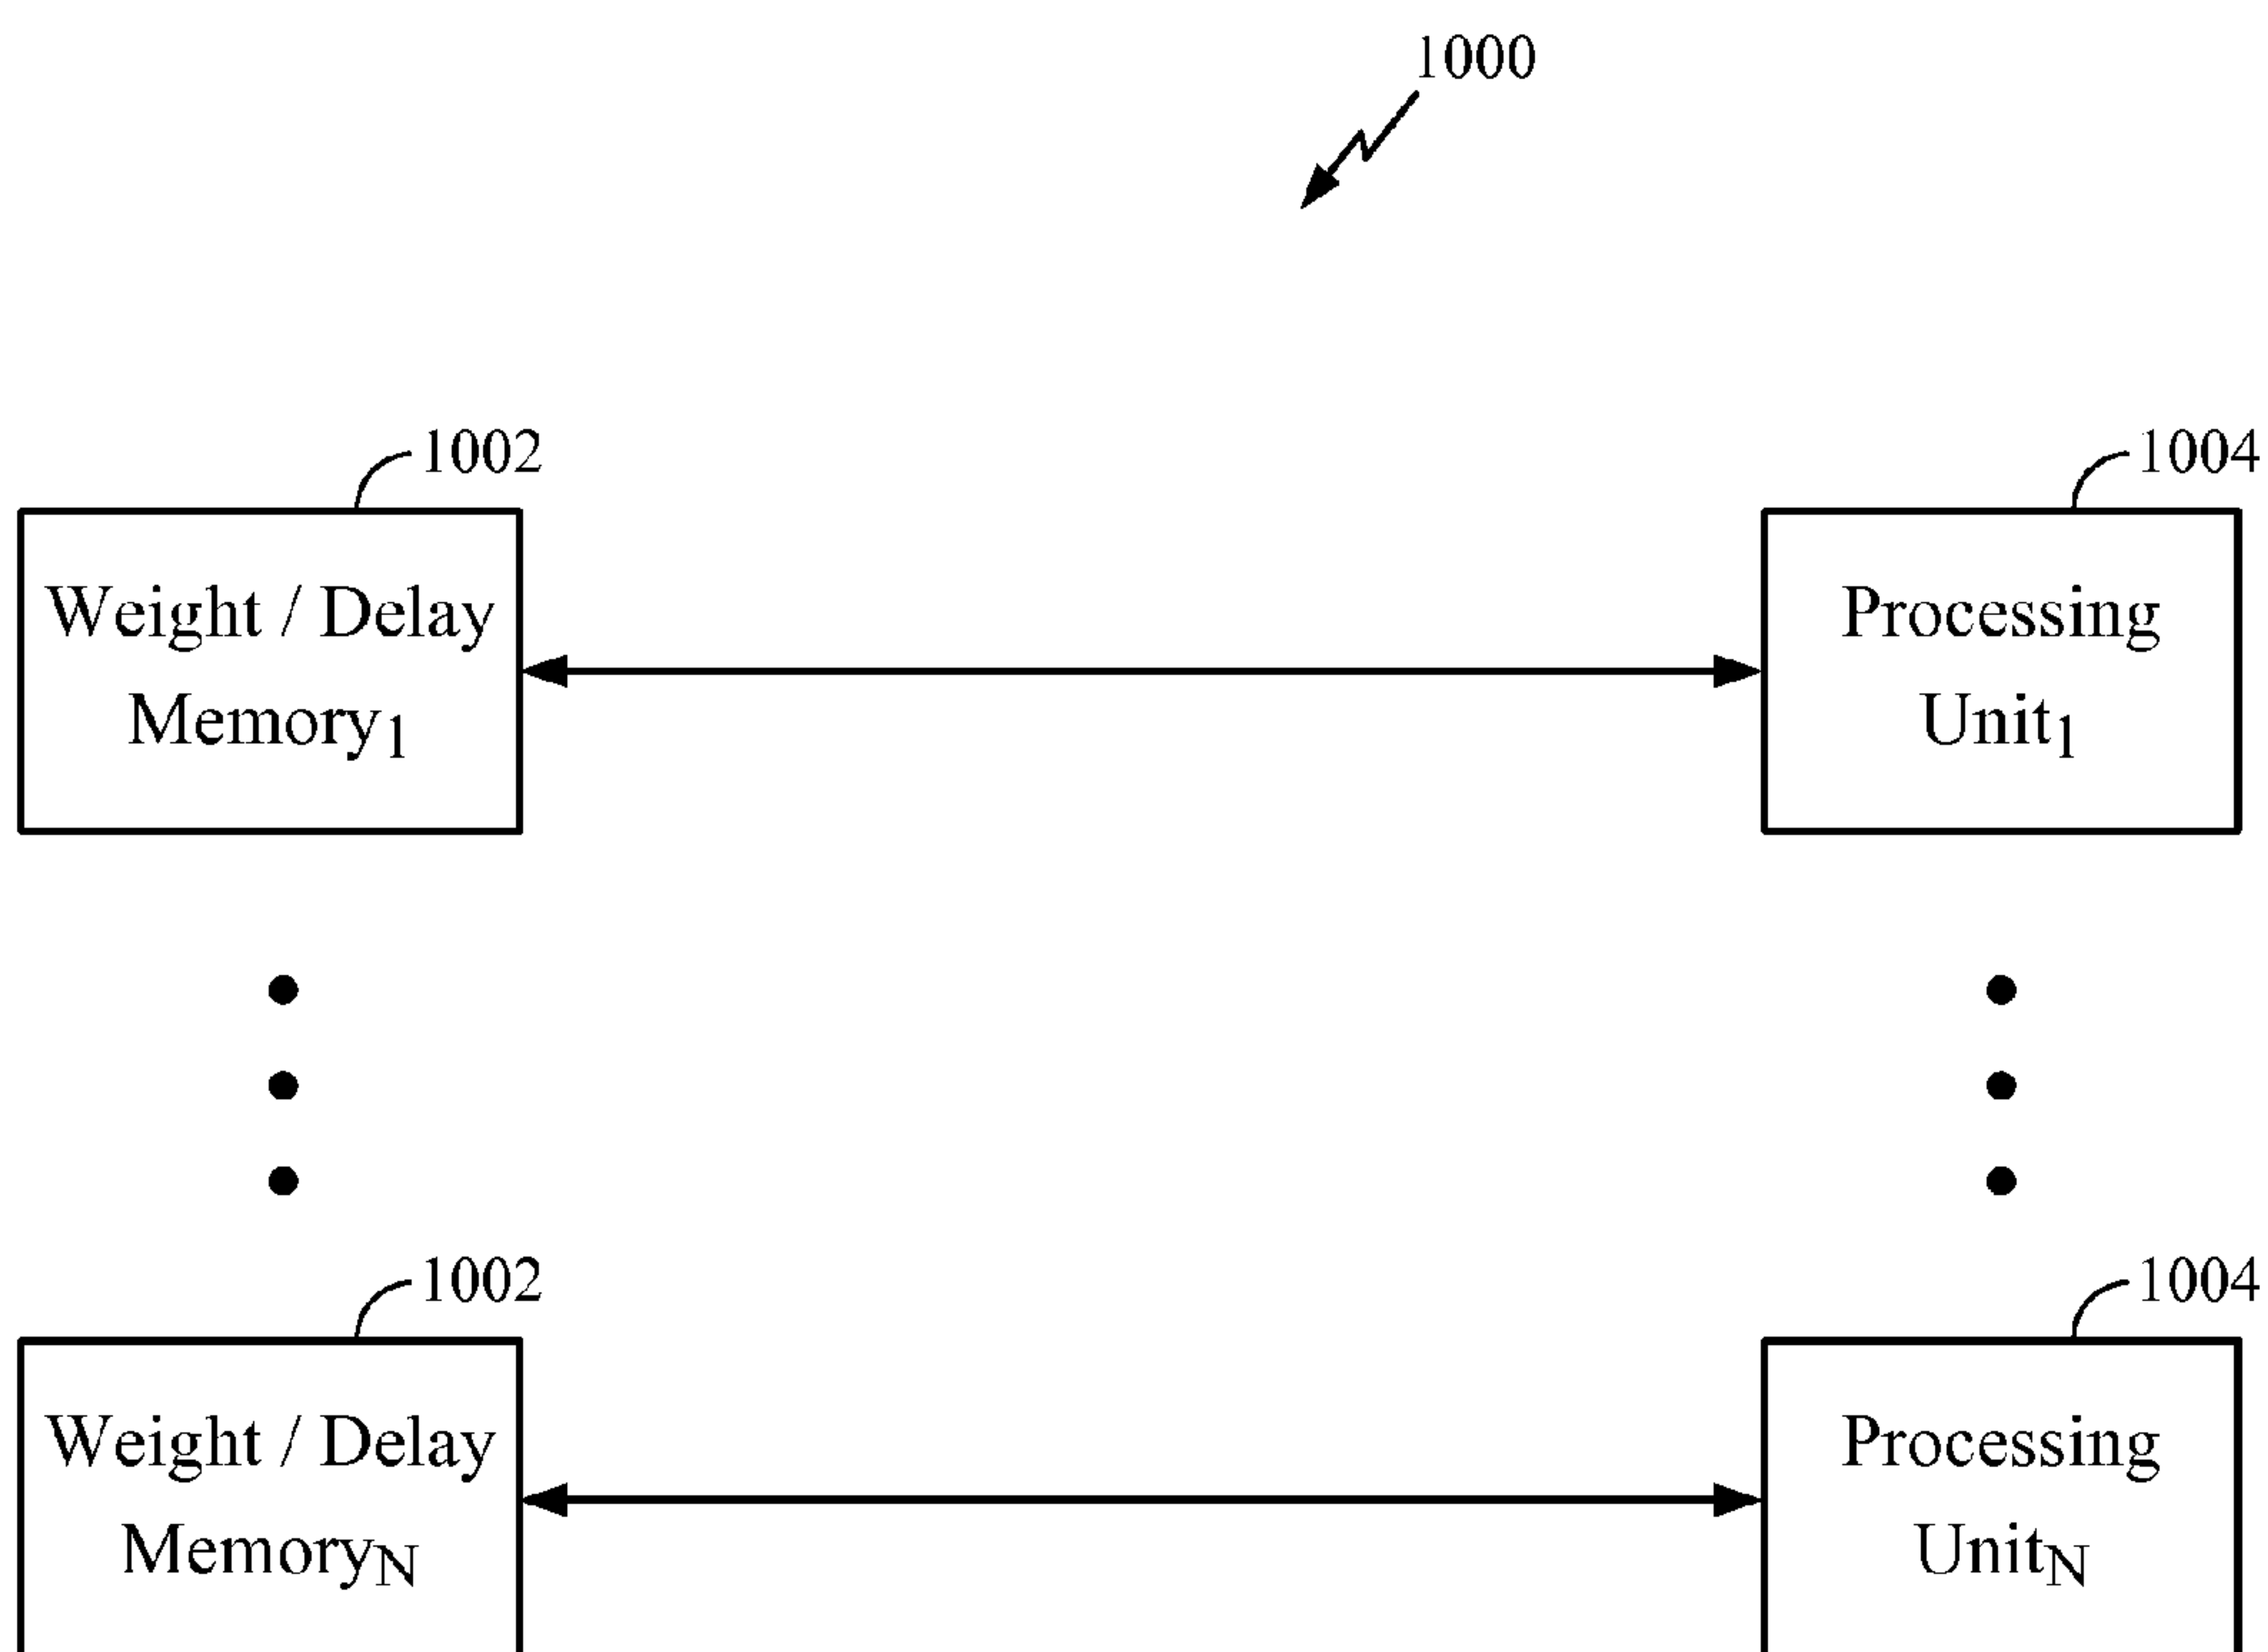 1000
1002
1004
Weight / Delay
Memory1
Processing
Unit1
1002
1004
Weight / Delay
MemoryN
Processing
UnitN